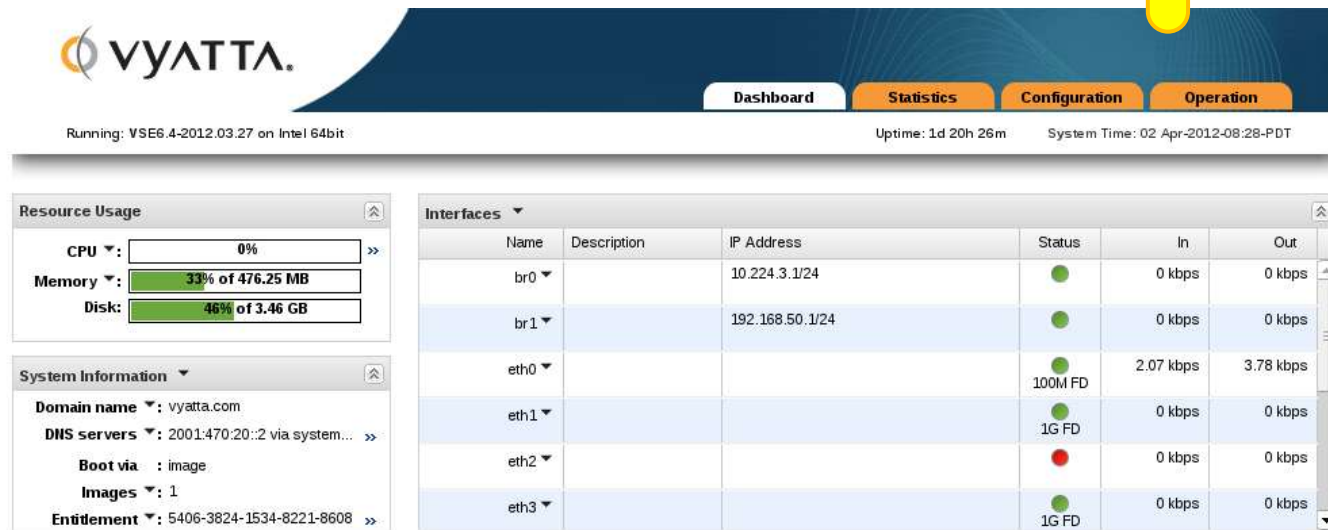 VYATTA.
Dashboard Statistics Configuration Operation
Running: VSE6.4-2012.03.27 on Intel 64bit Uptime: 1d 20h 26m System Time: 02 Apr-2012-08:28-PDT
Resource Usage
CPU : 0% »
Memory : 33% of 476.25 MB
Disk: 46% of 3.46 GB
System Information
Domain name : vyatta.com
DNS servers : 2001:470:20::2 via system... »
Boot via : image
Images : 1
Entitlement : 5406-3824-1534-8221-8608 »
Interfaces
Name Description IP Address Status In Out
br0 10.224.3.1/24 0 kbps 0 kbps
br1 192.168.50.1/24 0 kbps 0 kbps
eth0 100M FD 2.07 kbps 3.78 kbps
eth1 1G FD 0 kbps 0 kbps
eth2 0 kbps 0 kbps
eth3 1G FD 0 kbps 0 kbps